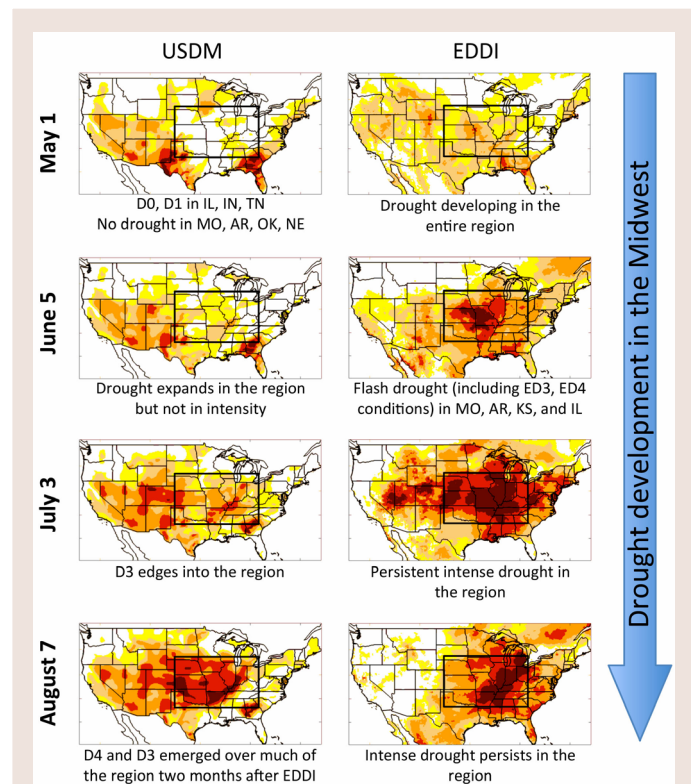 USDM
EDDI
May 1
D0, D1 in IL, IN, TN
No drought in MO, AR, OK, NE
Drought developing in the
entire region
June 5
Drought expands in the region
but not in intensity
Flash drought (including ED3, ED4
conditions) in MO, AR, KS, and IL
July 3
D3 edges into the region
Persistent intense drought in
the region
August 7
D4 and D3 emerged over much of
the region two months after EDDI
Intense drought persists in the
region
Drought development in the Midwest